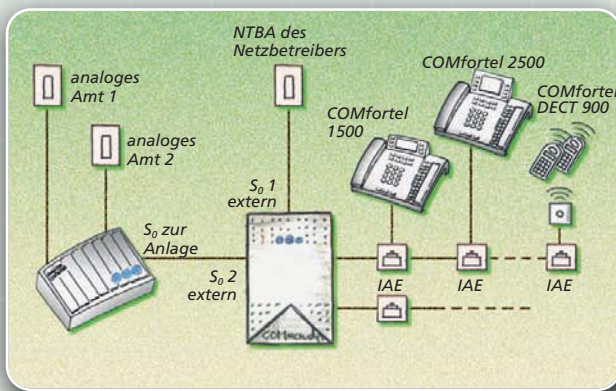 NTBA des
Netzbetreibers
analoges
Amt 1
analoges
Amt 2
COMfortel 2500
COMfortel
DECT 900
COMfortel
1500
S₀ 1
extern
S₀ zur
Anlage
S₀ 2
extern
IAE
IAE
IAE